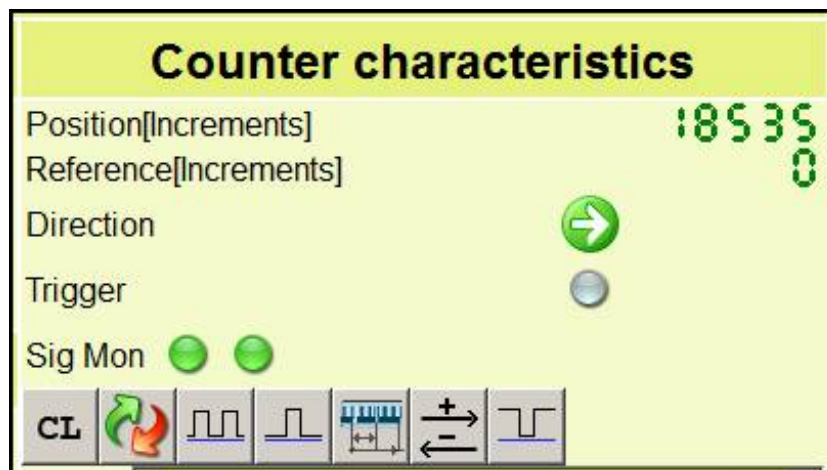 Counter characteristics
Position[Increments] 18535
Reference[Increments] 0
Direction
Trigger
Sig Mon
CL